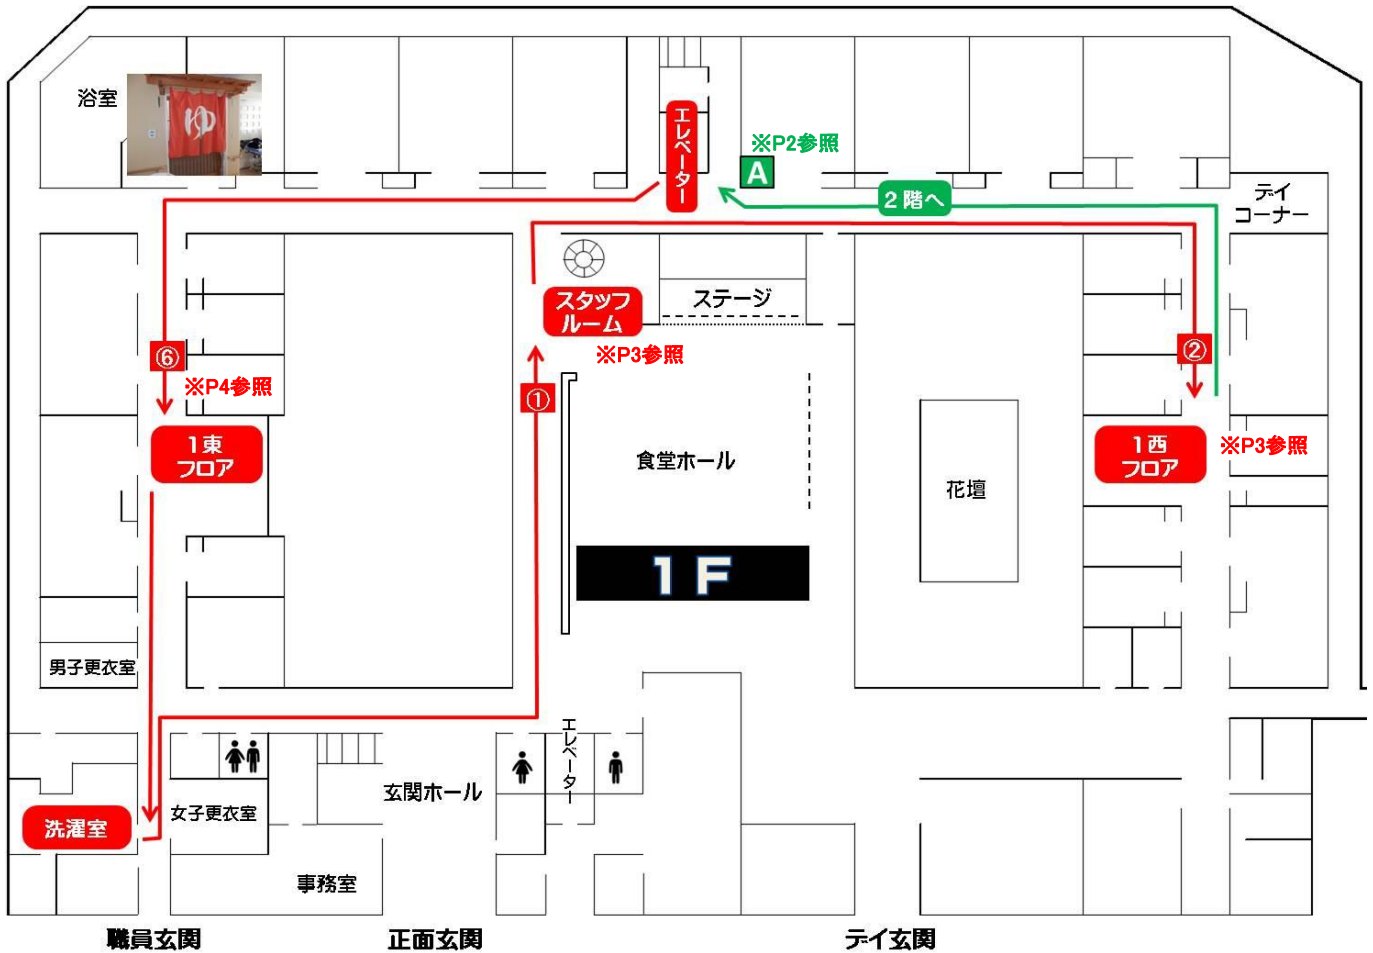 浴室
ゆ
エレベーター
※P2参照
A
2階へ
デイ
コーナー
スタッフ
ルーム
※P3参照
ステージ
⑥
※P4参照
①
②
1東
フロア
食堂ホール
花壇
1西
フロア
※P3参照
1F
男子更衣室
エレベーター
玄関ホール
女子更衣室
洗濯室
事務室
職員玄関
正面玄関
デイ玄関